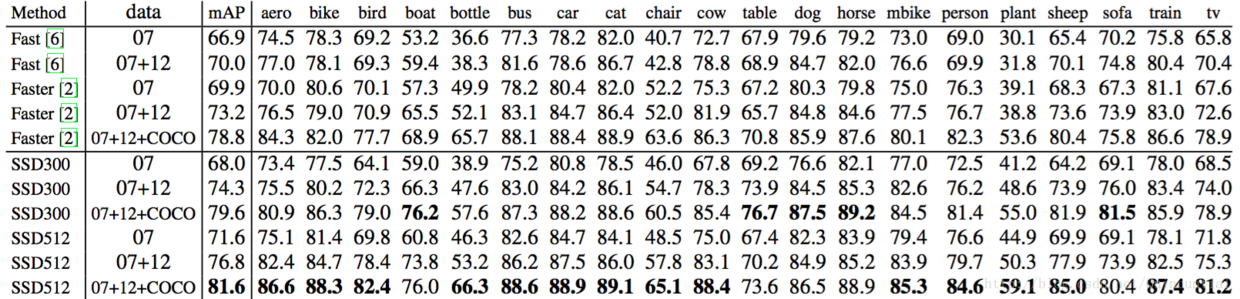 Method data mAP aero bike bird boat bottle bus car cat chair cow table dog horse mbike person plant sheep sofa train tv
Fast [6] 07 66.9 74.5 78.3 69.2 53.2 36.6 77.3 78.2 82.0 40.7 72.7 67.9 79.6 79.2 73.0 69.0 30.1 65.4 70.2 75.8 65.8
Fast [6] 07+12 70.0 77.0 78.1 69.3 59.4 38.3 81.6 78.6 86.7 42.8 78.8 68.9 84.7 82.0 76.6 69.9 31.8 70.1 74.8 80.4 70.4
Faster [2] 07 69.9 70.0 80.6 70.1 57.3 49.9 78.2 80.4 82.0 52.2 75.3 67.2 80.3 79.8 75.0 76.3 39.1 68.3 67.3 81.1 67.6
Faster [2] 07+12 73.2 76.5 79.0 70.9 65.5 52.1 83.1 84.7 86.4 52.0 81.9 65.7 84.8 84.6 77.5 76.7 38.8 73.6 73.9 83.0 72.6
Faster [2] 07+12+COCO 78.8 84.3 82.0 77.7 68.9 65.7 88.1 88.4 88.9 63.6 86.3 70.8 85.9 87.6 80.1 82.3 53.6 80.4 75.8 86.6 78.9
SSD300 07 68.0 73.4 77.5 64.1 59.0 38.9 75.2 80.8 78.5 46.0 67.8 69.2 76.6 82.1 77.0 72.5 41.2 64.2 69.1 78.0 68.5
SSD300 07+12 74.3 75.5 80.2 72.3 66.3 47.6 83.0 84.2 86.1 54.7 78.3 73.9 84.5 85.3 82.6 76.2 48.6 73.9 76.0 83.4 74.0
SSD300 07+12+COCO 79.6 80.9 86.3 79.0 76.2 57.6 87.3 88.2 88.6 60.5 85.4 76.7 87.5 89.2 84.5 81.4 55.0 81.9 81.5 85.9 78.9
SSD512 07 71.6 75.1 81.4 69.8 60.8 46.3 82.6 84.7 84.1 48.5 75.0 67.4 82.3 83.9 79.4 76.6 44.9 69.9 69.1 78.1 71.8
SSD512 07+12 76.8 82.4 84.7 78.4 73.8 53.2 86.2 87.5 86.0 57.8 83.1 70.2 84.9 85.2 83.9 79.7 50.3 77.9 73.9 82.5 75.3
SSD512 07+12+COCO 81.6 86.6 88.3 82.4 76.0 66.3 88.6 88.9 89.1 65.1 88.4 73.6 86.5 88.9 85.3 84.6 59.1 85.0 80.4 87.4 81.2